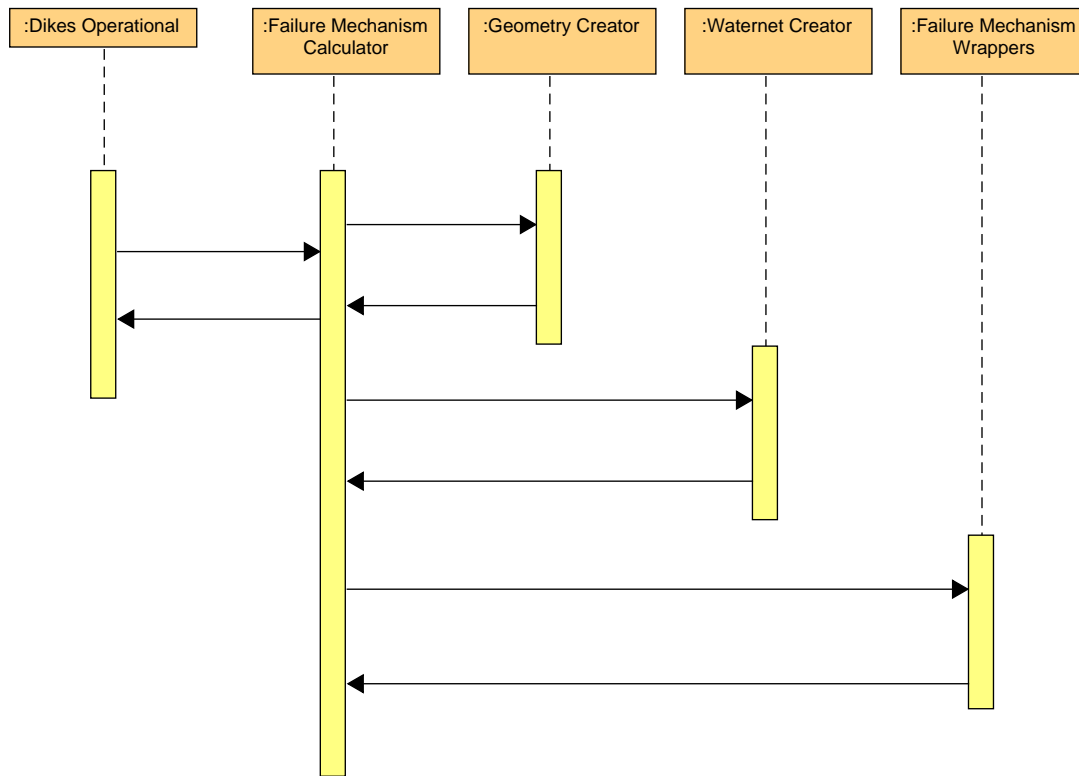 :Dikes Operational
:Failure Mechanism
Calculator
:Geometry Creator
:Waternet Creator
:Failure Mechanism
Wrappers